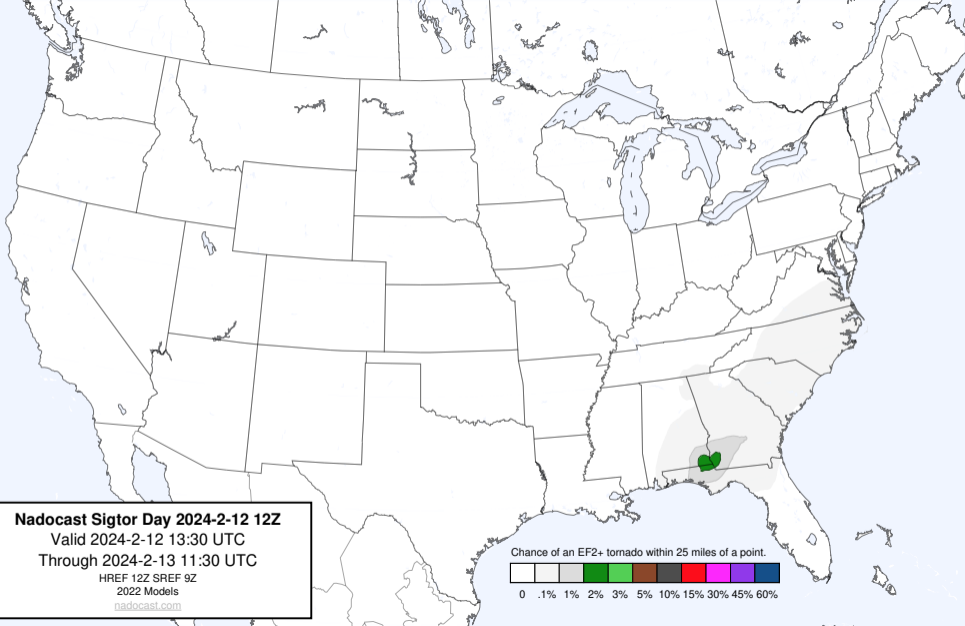 Nadocast Sigtor Day 2024-2-12 12Z
Valid 2024-2-12 13:30 UTC
Through 2024-2-13 11:30 UTC
HREF 12Z SREF 9Z
2022 Models
nadocast.com
Chance of an EF2+ tornado within 25 miles of a point.
0 .1% 1% 2% 3% 5% 10% 15% 30% 45% 60%